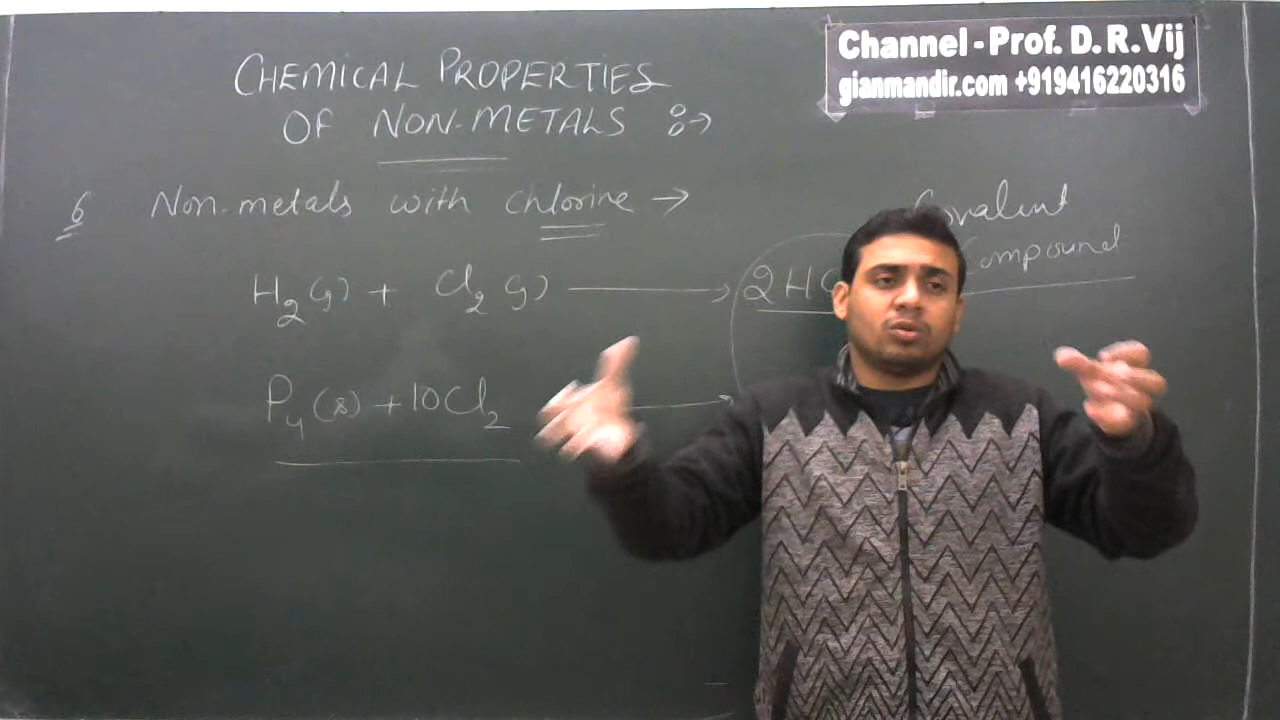 Channel - Prof. D. R. Vij
gianmandir.com +919416220316
CHEMICAL PROPERTIES
OF NON-METALS :→
6 Non-metals with chlorine →
Covalent
Compound
H₂(g) + Cl₂(g) ⟶ 2HC
P₄(s) + 10Cl₂ ⟶